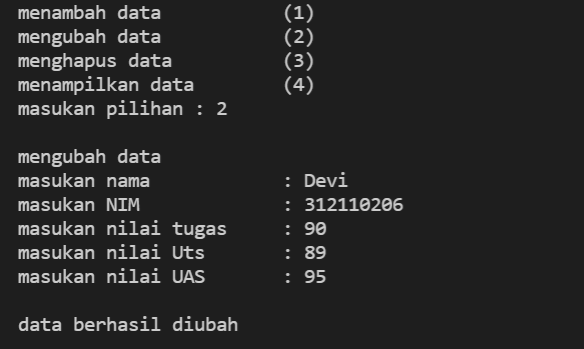 menambah data (1)
mengubah data (2)
menghapus data (3)
menampilkan data (4)
masukan pilihan : 2
mengubah data
masukan nama : Devi
masukan NIM : 312110206
masukan nilai tugas : 90
masukan nilai Uts : 89
masukan nilai UAS : 95
data berhasil diubah